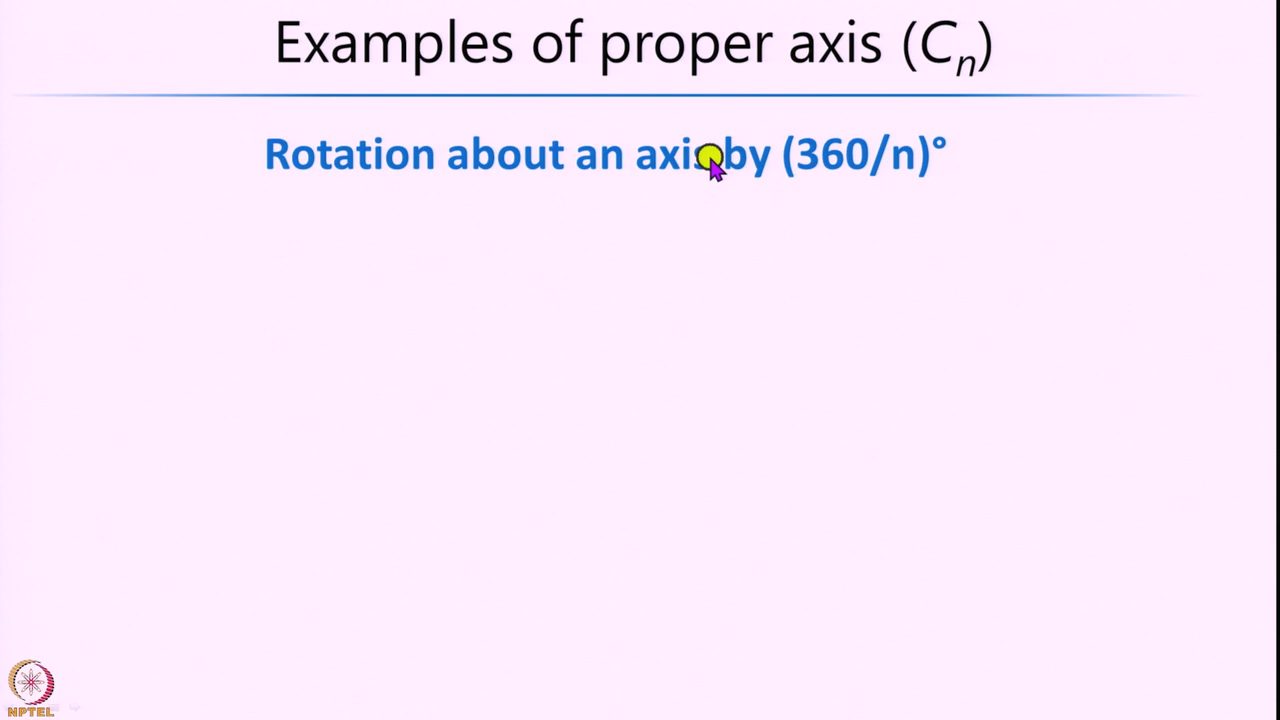 Examples of proper axis (Cn)
Rotation about an axis by (360/n)°
NPTEL